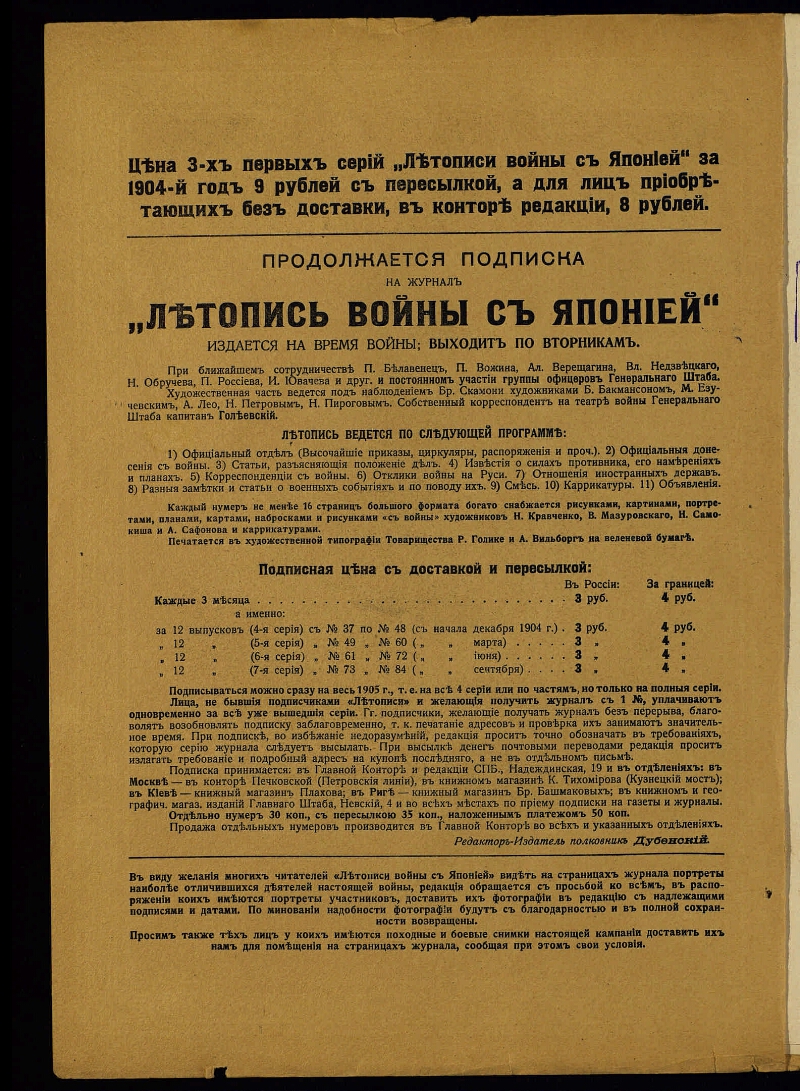 Цѣна 3-хъ первыхъ серій „Лѣтописи войны съ Японіей“ за
1904-й годъ 9 рублей съ пересылкой, а для лицъ пріобрѣ-
тающихъ безъ доставки, въ конторѣ редакціи, 8 рублей.
ПРОДОЛЖАЕТСЯ ПОДПИСКА
НА ЖУРНАЛЪ
„ЛѢТОПИСЬ ВОЙНЫ СЪ ЯПОНІЕЙ“
ИЗДАЕТСЯ НА ВРЕМЯ ВОЙНЫ; ВЫХОДИТЪ ПО ВТОРНИКАМЪ.
При ближайшемъ сотрудничествѣ П. Бѣлавенецъ, П. Вожина, Ал. Верещагина, Вл. Недзвѣцкаго,
Н. Обручева, П. Россіева, И. Ювачева и друг. и постоянномъ участіи группы офицеровъ Генеральнаго Штаба.
Художественная часть ведется подъ наблюденіемъ Бр. Скамони художниками Б. Бакмансономъ, М. Езу-
чевскимъ, А. Лео, Н. Петровымъ, Н. Пироговымъ. Собственный корреспондентъ на театрѣ войны Генеральнаго
Штаба капитанъ Голѣевскій.
ЛѢТОПИСЬ ВЕДЕТСЯ ПО СЛѢДУЮЩЕЙ ПРОГРАММѢ:
1) Официіальный отдѣлъ (Высочайшіе приказы, циркуляры, распоряженія и проч.). 2) Официіальныя доне-
сенія съ войны. 3) Статьи, разъясняющія положеніе дѣлъ. 4) Извѣстія о силахъ противника, его намѣреніяхъ
и планахъ. 5) Корреспонденціи съ войны. 6) Отклики войны на Руси. 7) Отношенія иностранныхъ державъ.
8) Разныя замѣтки и статьи о военныхъ событіяхъ и по поводу ихъ. 9) Смѣсь. 10) Каррикатуры. 11) Объявленія.
Каждый нумеръ не менѣе 16 страницъ большого формата богато снабжается рисунками, картинами, портре-
тами, планами, картами, набросками и рисунками «съ войны» художниковъ Н. Кравченко, В. Мазуровскаго, Н. Само-
киша и А. Сафонова и каррикатурами.
Печатается въ художественной типографіи Товарищества Р. Голике и А. Вильборгъ на веленевой бумагѣ.
Подписная цѣна съ доставкой и пересылкой:
Въ Россіи: За границей:
Каждые 3 мѣсяца . . . . . . . . . . 3 руб. 4 руб.
а именно:
за 12 выпусковъ (4-я серія) съ № 37 по № 48 (съ начала декабря 1904 г.) . 3 руб. 4 руб.
„ 12 „ (5-я серія) „ № 49 „ № 60 ( „ „ марта) . . . . . 3 „ 4 „
„ 12 „ (6-я серія) „ № 61 „ № 72 ( „ „ іюня) . . . . . . 3 „ 4 „
„ 12 „ (7-я серія) „ № 73 „ № 84 ( „ „ сентября) . . . . 3 „ 4 „
Подписываться можно сразу на весь 1905 г., т. е. на всѣ 4 серіи или по частямъ, но только на полныя серіи.
Лица, не бывшія подписчиками «Лѣтописи» и желающія получить журналъ съ 1 №, уплачиваютъ
одновременно за всѣ уже вышедшія серіи. Гг. подписчики, желающіе получать журналъ безъ перерыва, благо-
волятъ возобновлять подписку заблаговременно, т. к. печатаніе адресовъ и провѣрка ихъ занимаютъ значитель-
ное время. При подпискѣ, во избѣжаніе недоразумѣній, редакція проситъ точно обозначать въ требованіяхъ,
которую серію журнала слѣдуетъ высылать. При высылкѣ денегъ почтовыми переводами редакція проситъ
излагать требованіе и подробный адресъ на купонѣ послѣдняго, а не въ отдѣльномъ письмѣ.
Подписка принимается: въ Главной Конторѣ и редакціи СПБ., Надеждинская, 19 и въ отдѣленіяхъ: въ
Москвѣ — въ конторѣ Печковской (Петровскія линіи), въ книжномъ магазинѣ К. Тихомірова (Кузнецкій мостъ);
въ Кіевѣ — книжный магазинъ Плахова; въ Ригѣ — книжный магазинъ Бр. Башмаковыхъ; въ книжномъ и гео-
графич. магаз. изданій Главнаго Штаба, Невскій, 4 и во всѣхъ мѣстахъ по пріему подписки на газеты и журналы.
Отдѣльно нумеръ 30 коп., съ пересылкою 35 коп., наложеннымъ платежомъ 50 коп.
Продажа отдѣльныхъ нумеровъ производится въ Главной Конторѣ во всѣхъ и указанныхъ отдѣленіяхъ.
Редакторъ-Издатель полковникъ Дубенскій.
Въ виду желанія многихъ читателей «Лѣтописи войны съ Японіей» видѣть на страницахъ журнала портреты
наиболѣе отличившихся дѣятелей настоящей войны, редакція обращается съ просьбой ко всѣмъ, въ распо-
ряженіи коихъ имѣются портреты участниковъ, доставить ихъ фотографіи въ редакцію съ надлежащими
подписями и датами. По минованіи надобности фотографіи будутъ съ благодарностью и въ полной сохран-
ности возвращены.
Просимъ также тѣхъ лицъ у коихъ имѣются походные и боевые снимки настоящей кампаніи доставить ихъ
намъ для помѣщенія на страницахъ журнала, сообщая при этомъ свои условія.